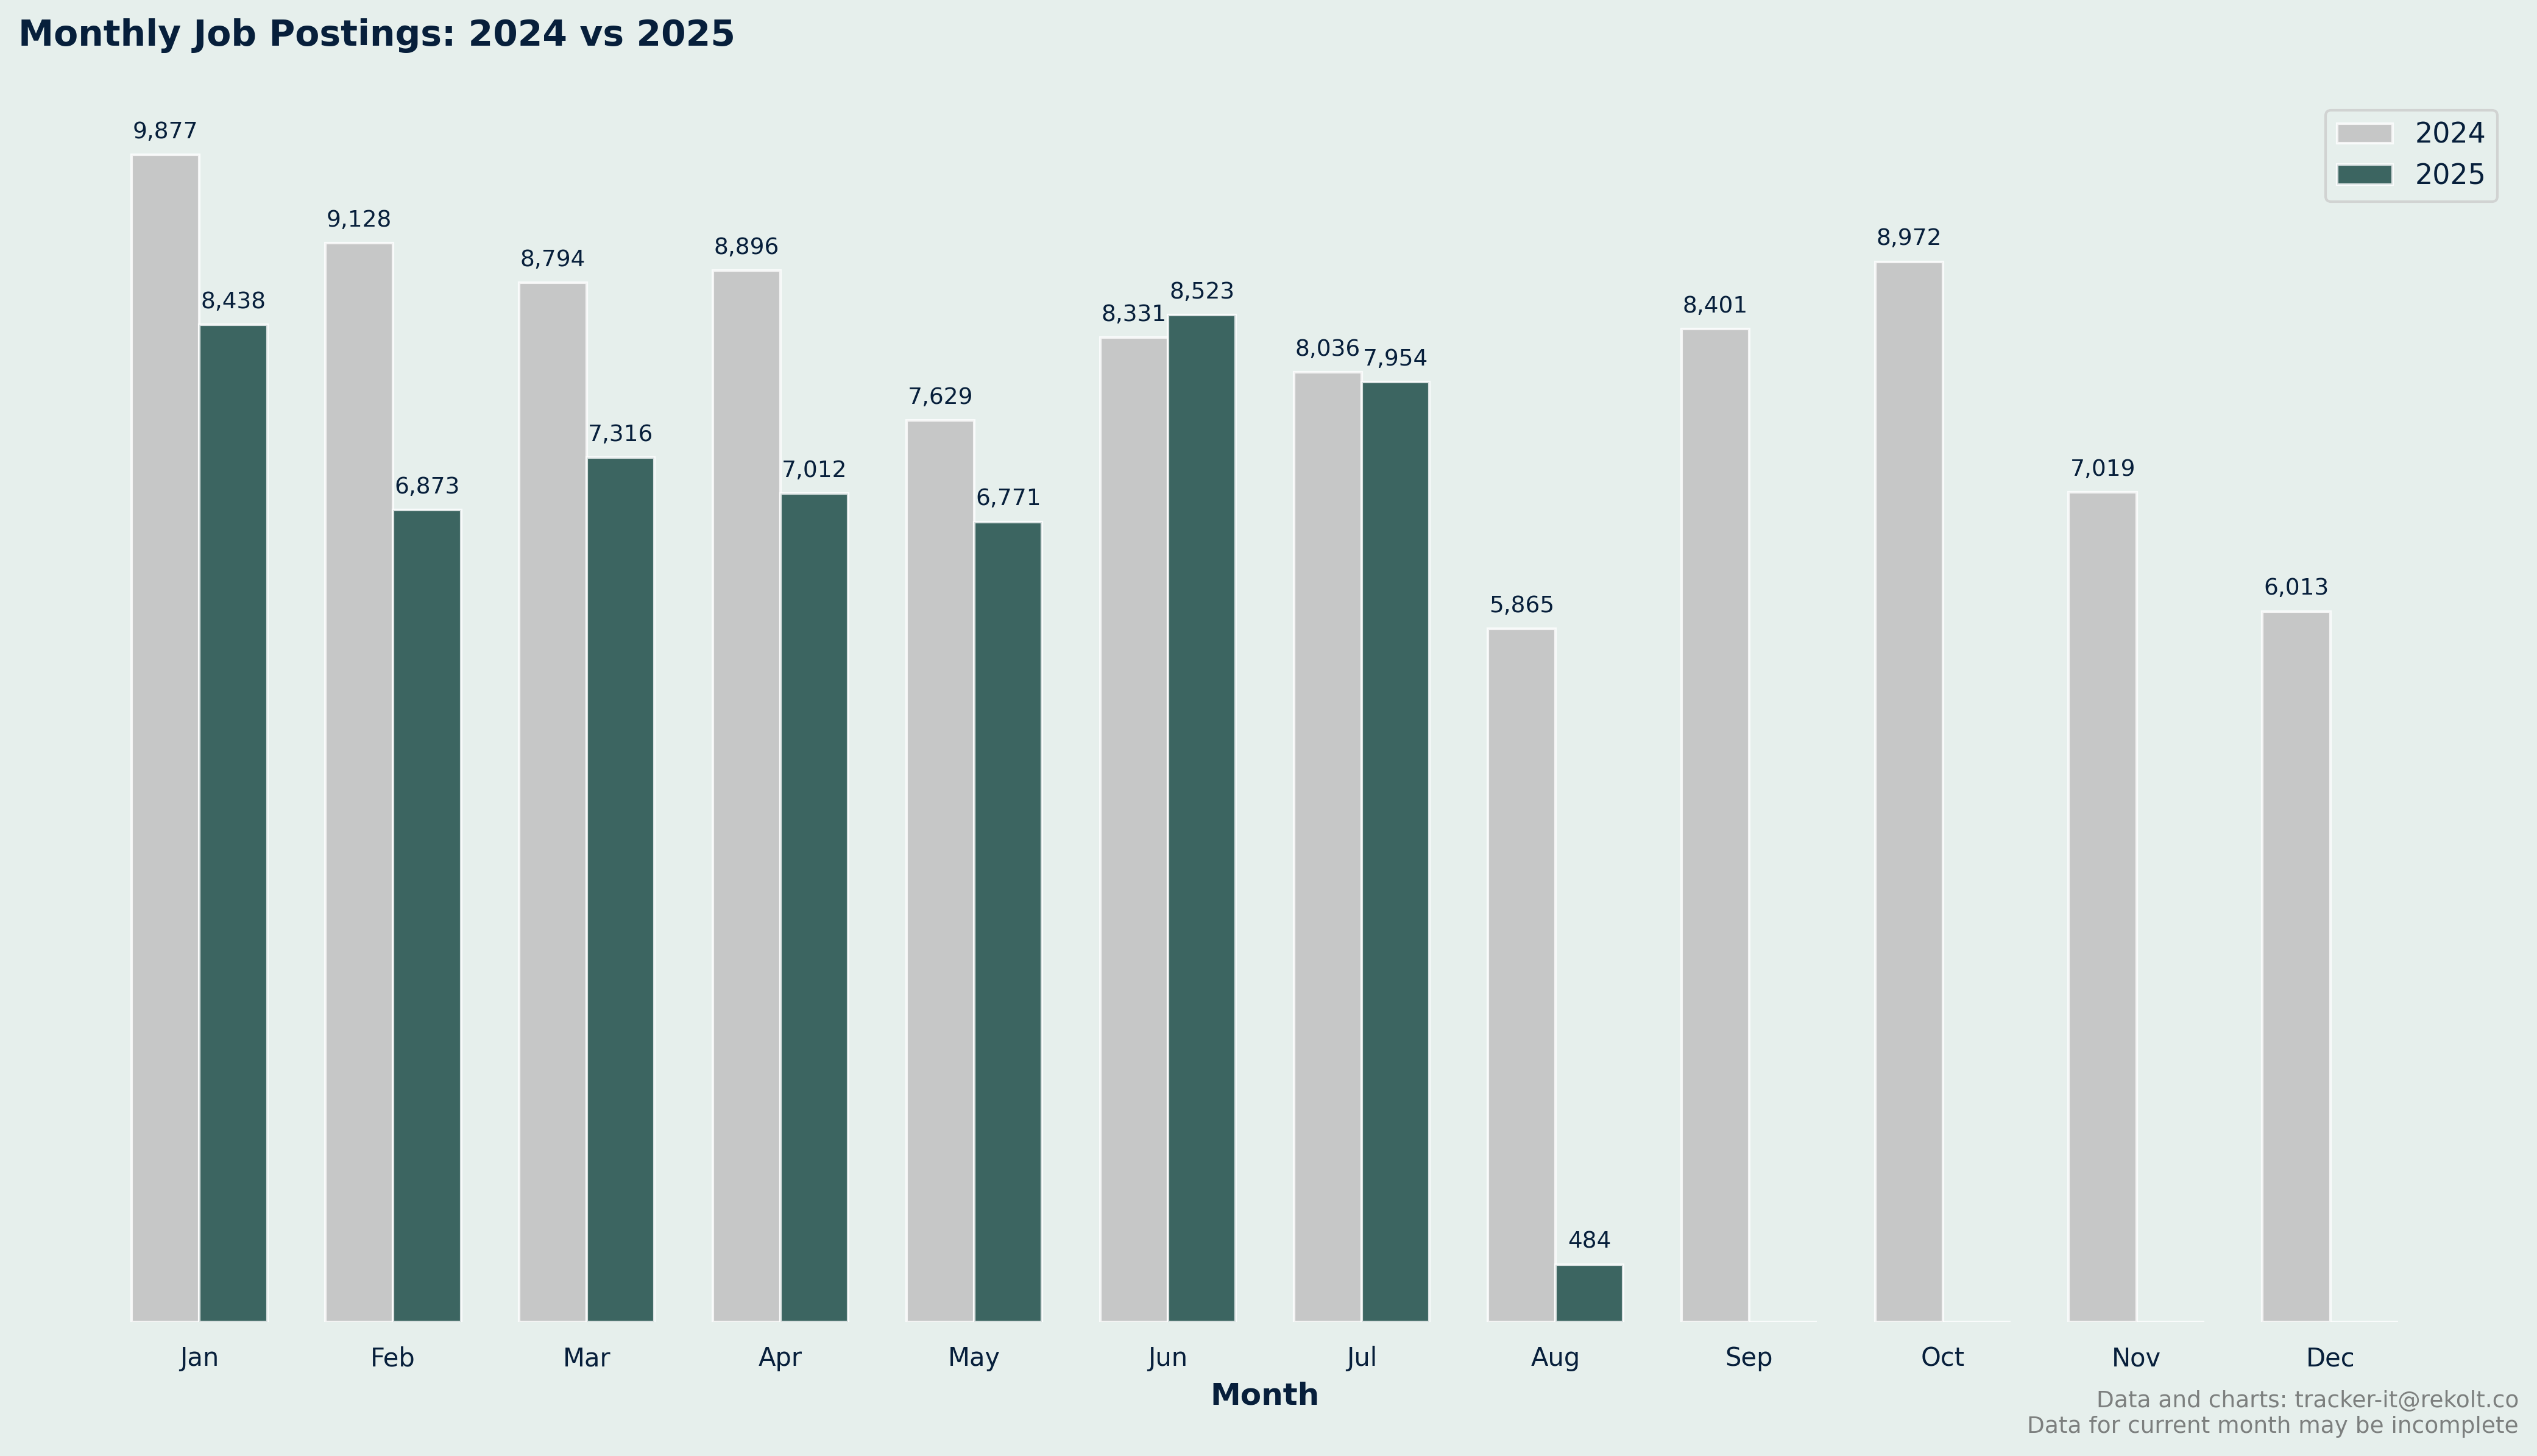 Monthly Job Postings: 2024 vs 2025
2024
2025
9,877
8,438
9,128
6,873
8,794
7,316
8,896
7,012
7,629
6,771
8,331
8,523
8,036
7,954
5,865
484
8,401
8,972
7,019
6,013
Jan
Feb
Mar
Apr
May
Jun
Jul
Aug
Sep
Oct
Nov
Dec
Month
Data and charts: tracker-it@rekolt.co
Data for current month may be incomplete